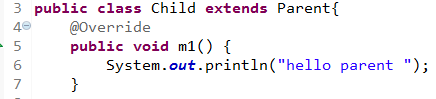 3 public class Child extends Parent{
4 @Override
5 public void m1() {
6 System.out.println("hello parent ");
7 }